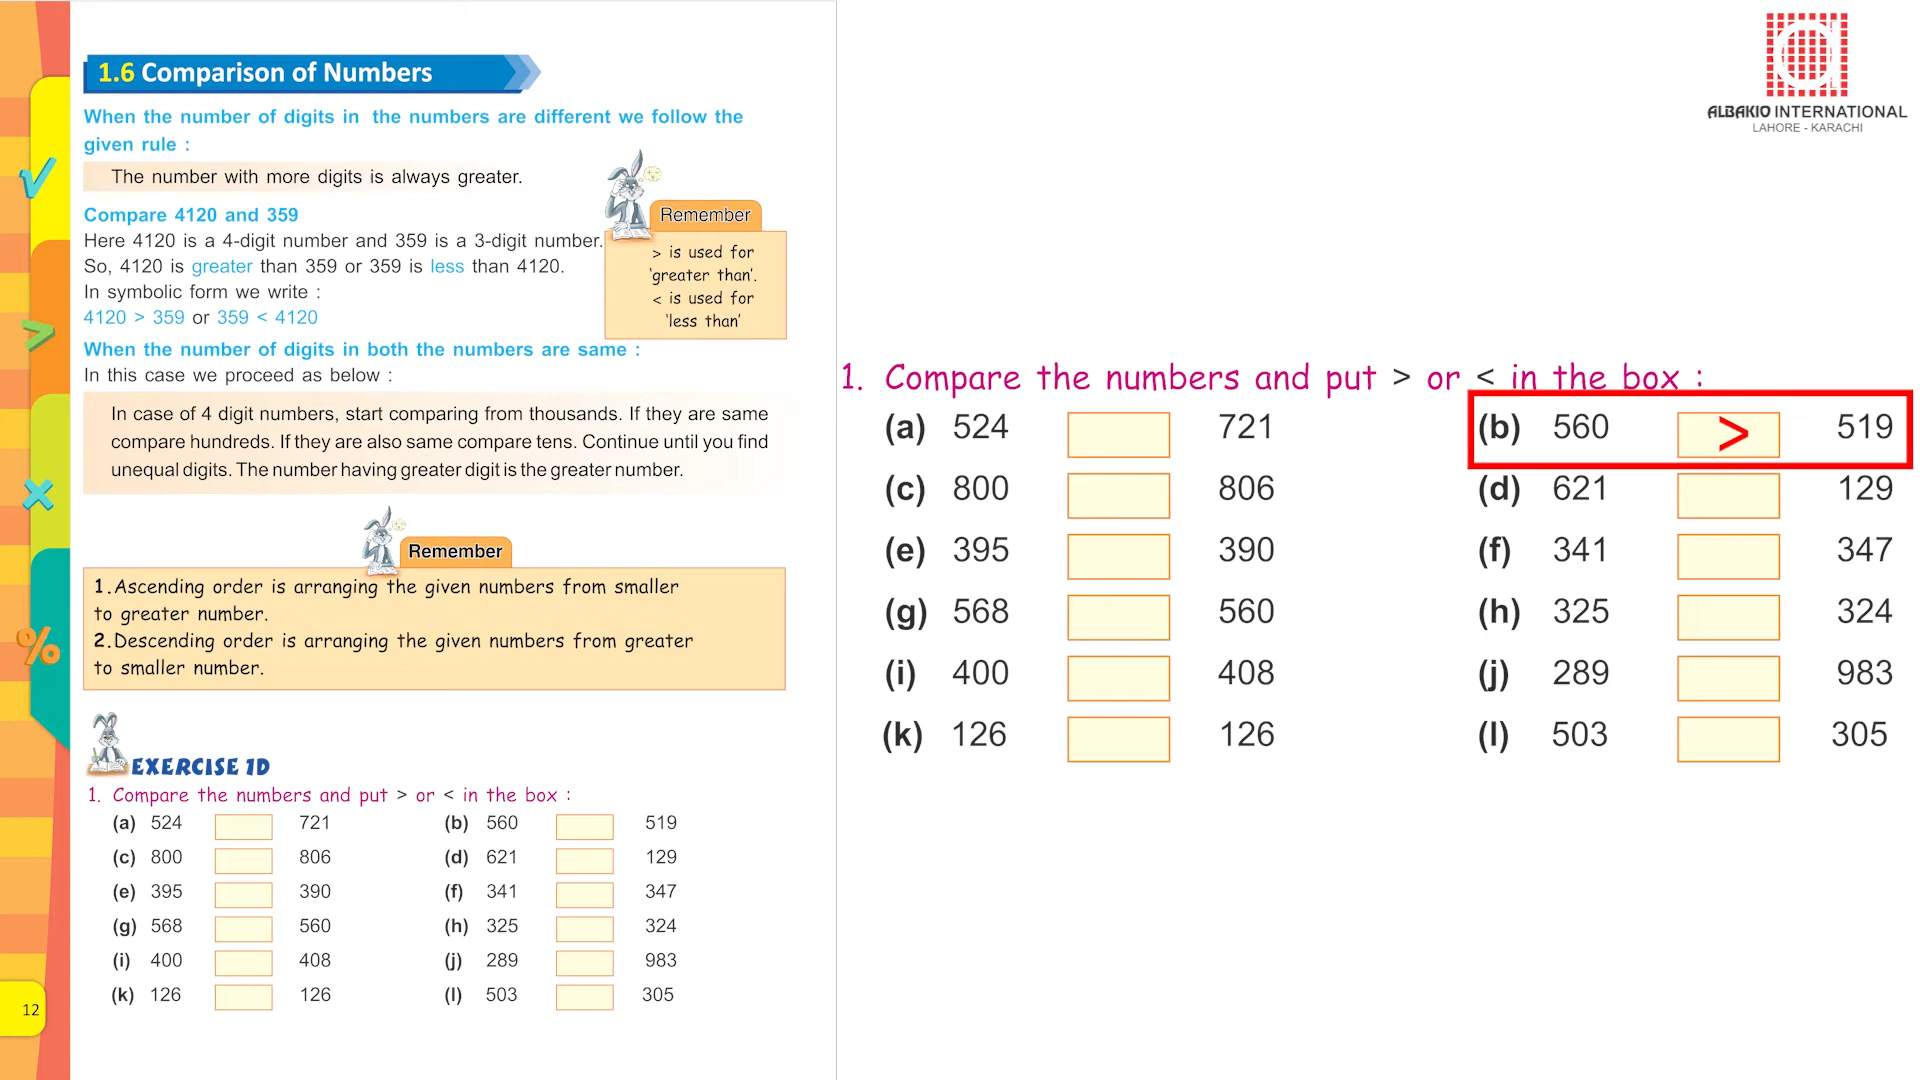 1.6 Comparison of Numbers
When the number of digits in the numbers are different we follow the
given rule :
The number with more digits is always greater.
Compare 4120 and 359
Here 4120 is a 4-digit number and 359 is a 3-digit number.
So, 4120 is greater than 359 or 359 is less than 4120.
In symbolic form we write :
4120 > 359 or 359 < 4120
Remember
> is used for
'greater than'.
< is used for
'less than'
When the number of digits in both the numbers are same :
In this case we proceed as below :
In case of 4 digit numbers, start comparing from thousands. If they are same
compare hundreds. If they are also same compare tens. Continue until you find
unequal digits. The number having greater digit is the greater number.
Remember
1. Ascending order is arranging the given numbers from smaller
to greater number.
2. Descending order is arranging the given numbers from greater
to smaller number.
EXERCISE 1D
1. Compare the numbers and put > or < in the box :
(a) 524 721 (b) 560 519
(c) 800 806 (d) 621 129
(e) 395 390 (f) 341 347
(g) 568 560 (h) 325 324
(i) 400 408 (j) 289 983
(k) 126 126 (l) 503 305
12
ALBAKIO INTERNATIONAL
LAHORE - KARACHI
1. Compare the numbers and put > or < in the box :
(a) 524 721 (b) 560 > 519
(c) 800 806 (d) 621 129
(e) 395 390 (f) 341 347
(g) 568 560 (h) 325 324
(i) 400 408 (j) 289 983
(k) 126 126 (l) 503 305